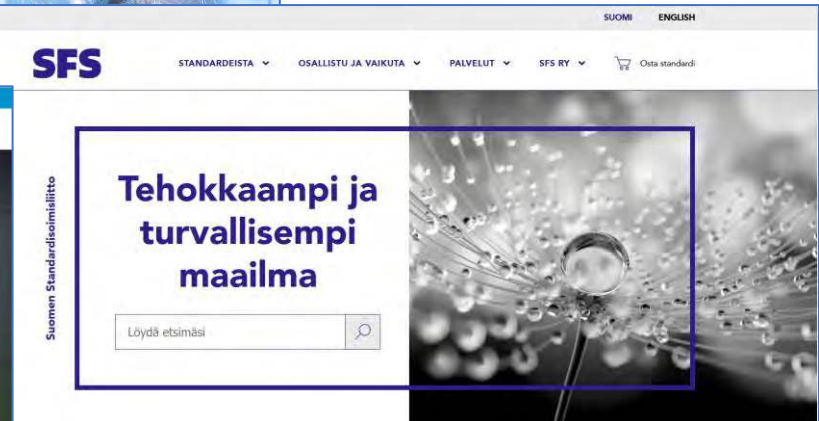 SUOMI ENGLISH
SFS
STANDARDEISTA OSALLISTU JA VAIKUTA PALVELUT SFS RY Osta standardi
Suomen Standardisoimisliitto
Tehokkaampi ja
turvallisempi
maailma
Löydä etsimäsi